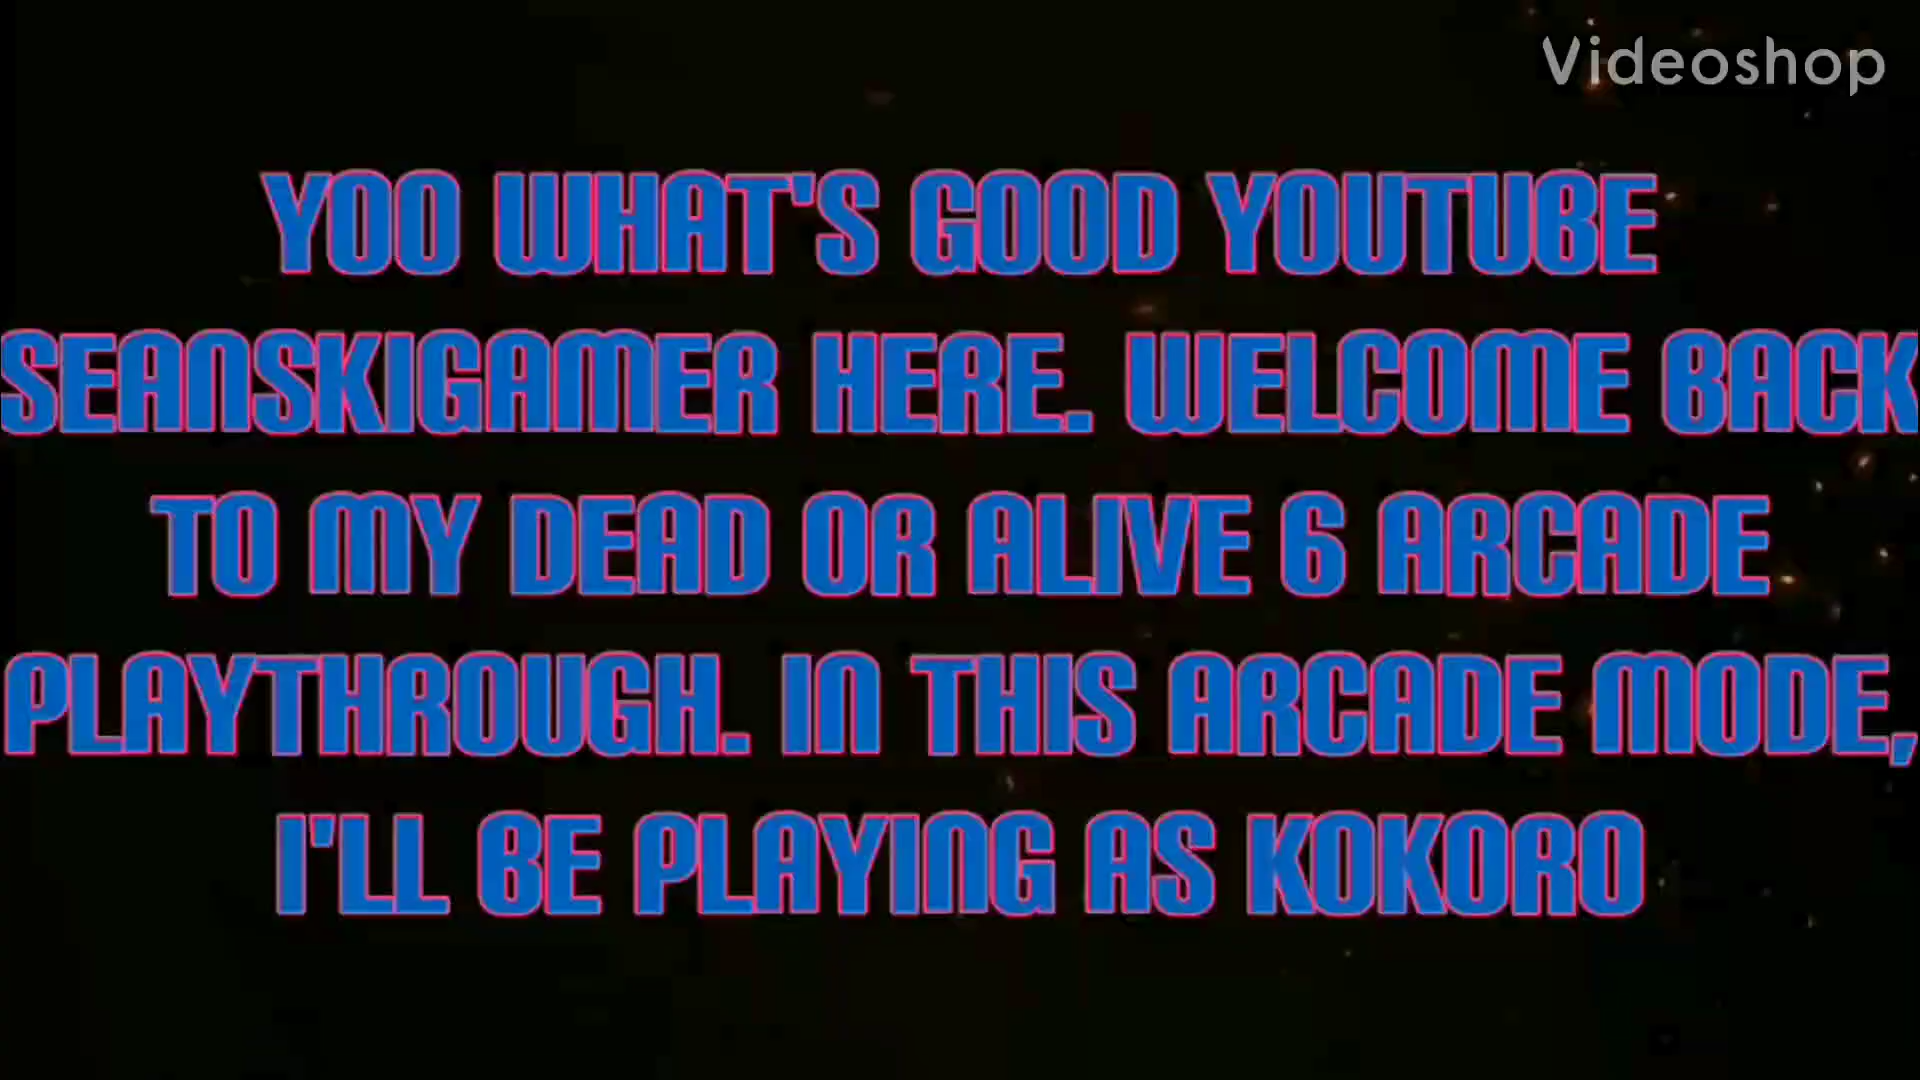 Videoshop
YOO WHAT'S GOOD YOUTUBE
SEANSKIGAMER HERE. WELCOME BACK
TO MY DEAD OR ALIVE 6 ARCADE
PLAYTHROUGH. IN THIS ARCADE MODE,
I'LL BE PLAYING AS KOKORO